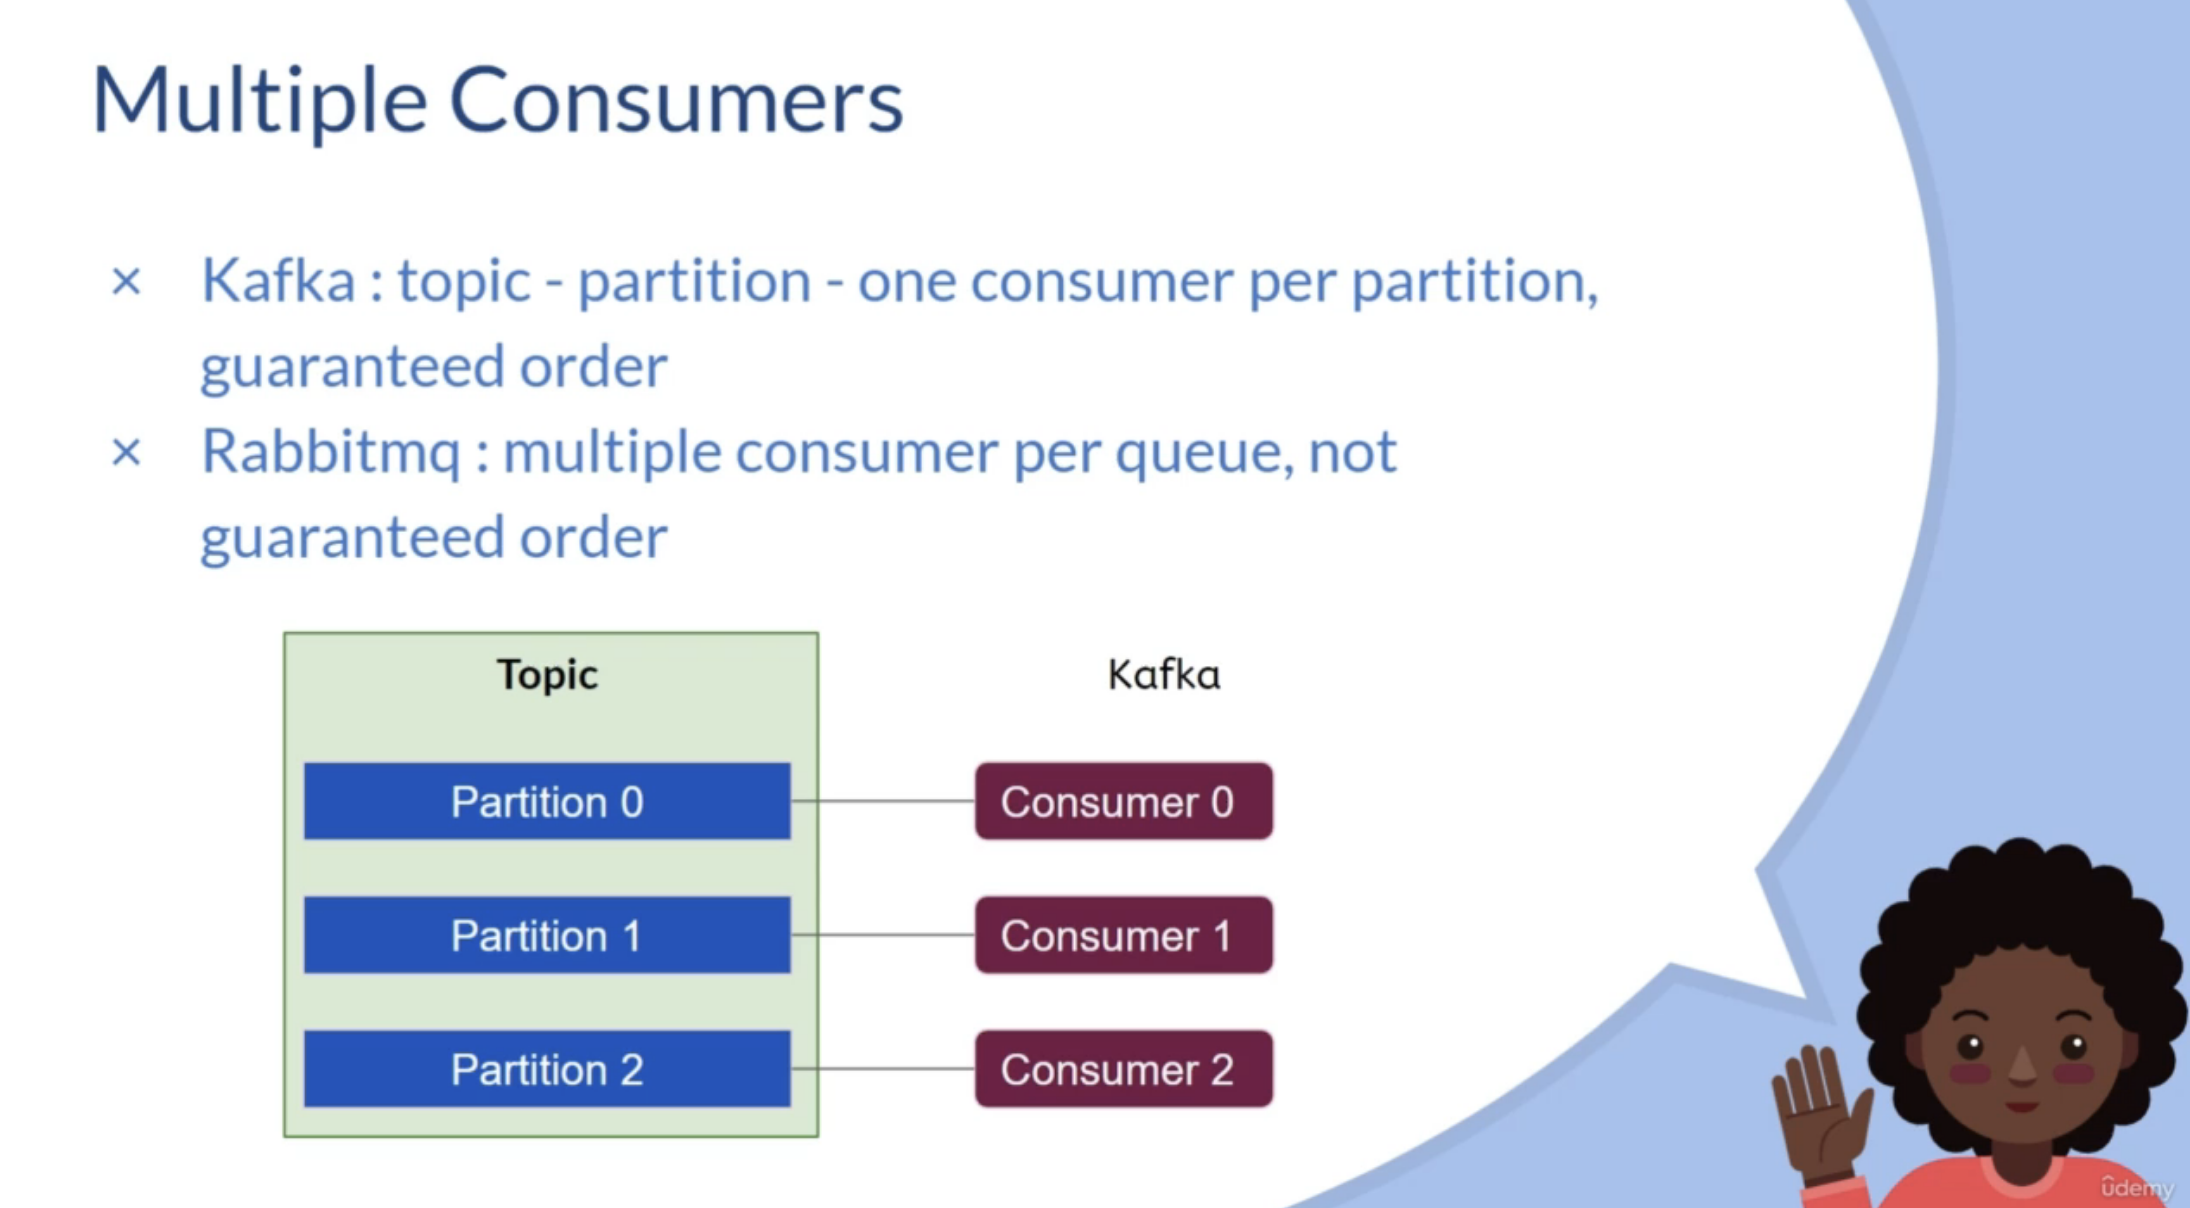 Multiple Consumers
× Kafka : topic - partition - one consumer per partition,
guaranteed order
× Rabbitmq : multiple consumer per queue, not
guaranteed order
Topic
Kafka
Partition 0
Consumer 0
Partition 1
Consumer 1
Partition 2
Consumer 2
ûdemy